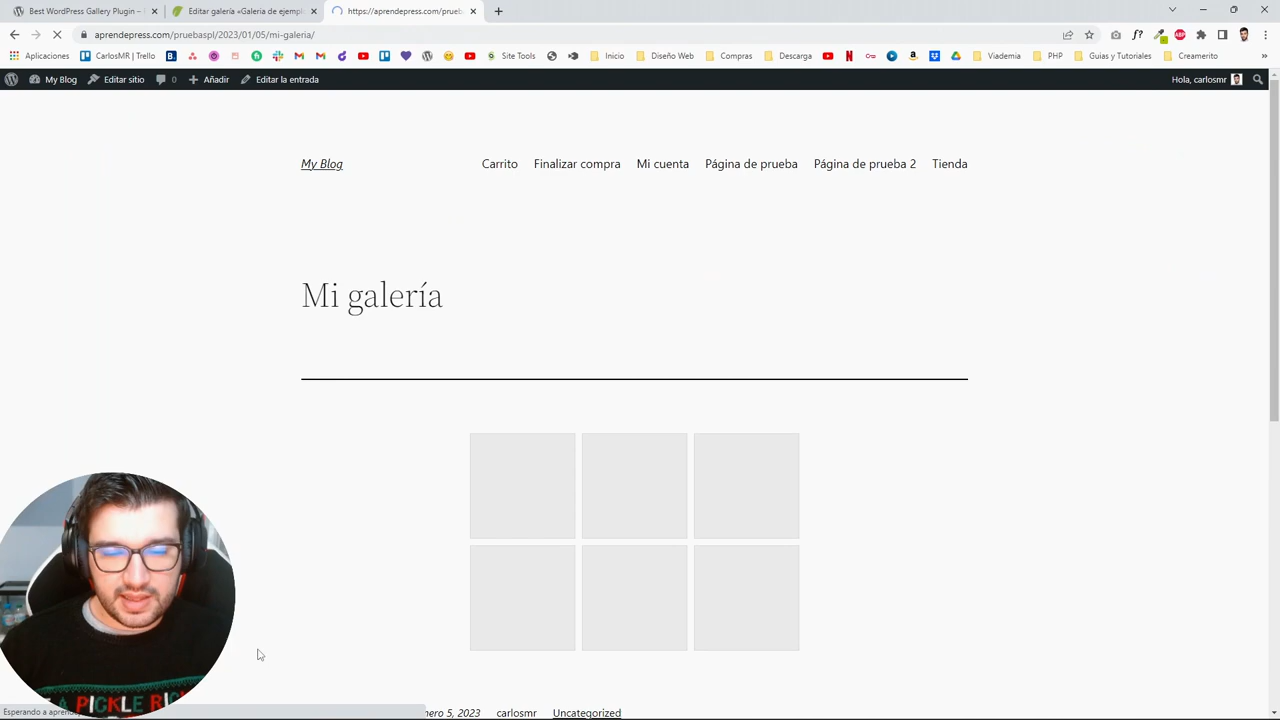 Best WordPress Gallery Plugin –
Editar galería «Galeria de ejempl
https://aprendepress.com/prueb
aprendepress.com/pruebaspl/2023/01/05/mi-galeria/
Aplicaciones
CarlosMR | Trello
Site Tools
Inicio
Diseño Web
Compras
Descarga
Viademia
PHP
Guias y Tutoriales
Creamerito
My Blog
Editar sitio
0
Añadir
Editar la entrada
Hola, carlosmr
My Blog
Carrito
Finalizar compra
Mi cuenta
Página de prueba
Página de prueba 2
Tienda
Mi galería
PICKLE RI
Esperando a aprend
nero 5, 2023
carlosmr
Uncategorized